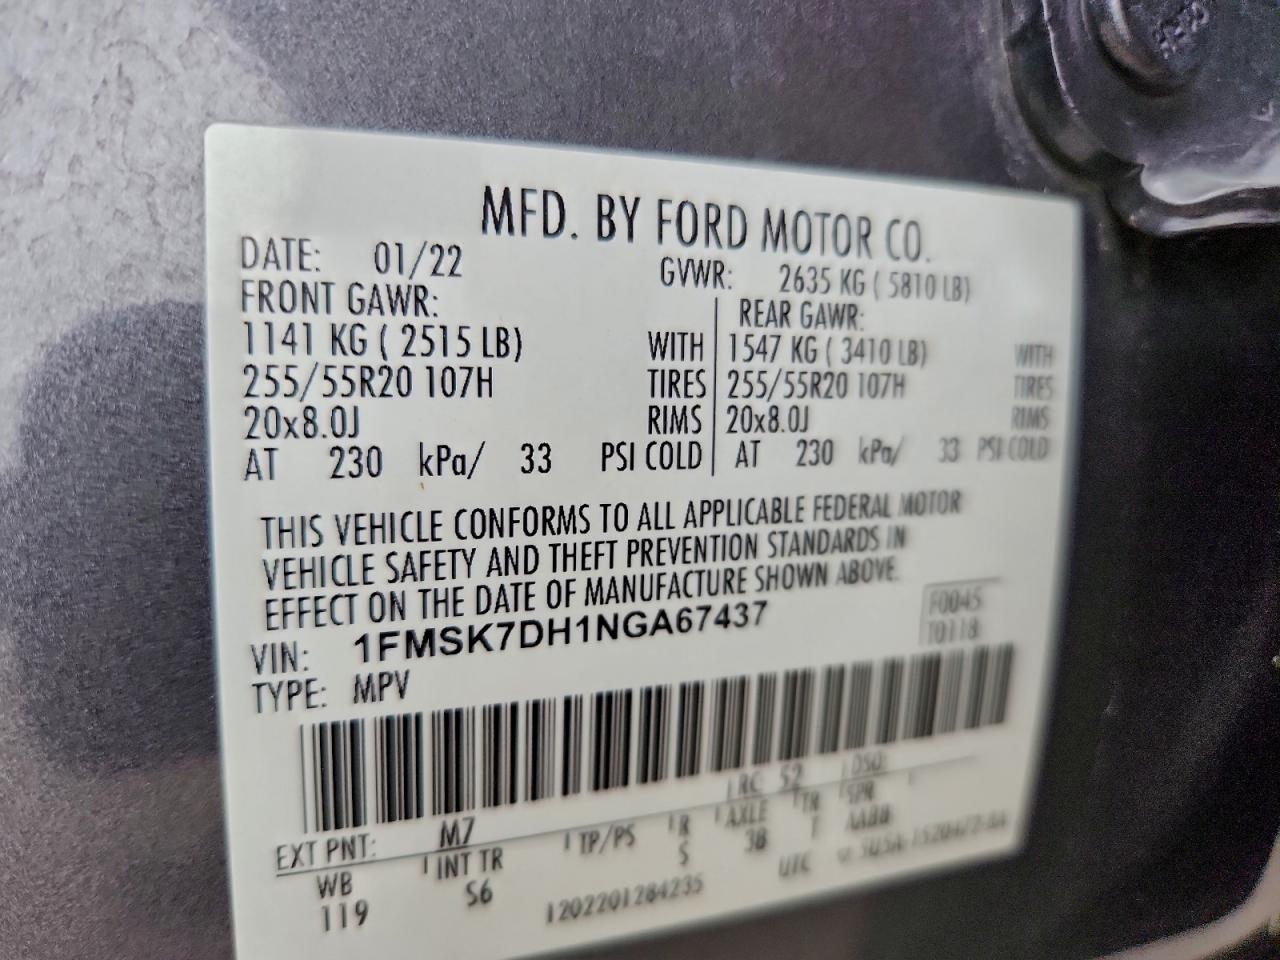 MFD. BY FORD MOTOR CO.
DATE: 01/22 GVWR: 2635 KG ( 5810 LB)
FRONT GAWR: REAR GAWR:
1141 KG ( 2515 LB) WITH 1547 KG ( 3410 LB) WITH
255/55R20 107H TIRES 255/55R20 107H TIRES
20x8.0J RIMS 20x8.0J RIMS
AT 230 kPa/ 33 PSI COLD AT 230 kPa/ 33 PSI COLD
THIS VEHICLE CONFORMS TO ALL APPLICABLE FEDERAL MOTOR
VEHICLE SAFETY AND THEFT PREVENTION STANDARDS IN
EFFECT ON THE DATE OF MANUFACTURE SHOWN ABOVE.
VIN: 1FMSK7DH1NGA67437
F0045
T0118
TYPE: MPV
EXT PNT: M7 RC: 52 DSO:
WB INT TR TP/PS R AXLE TR SPR
119 S6 S 38 T AABB
1202201284235 UTC